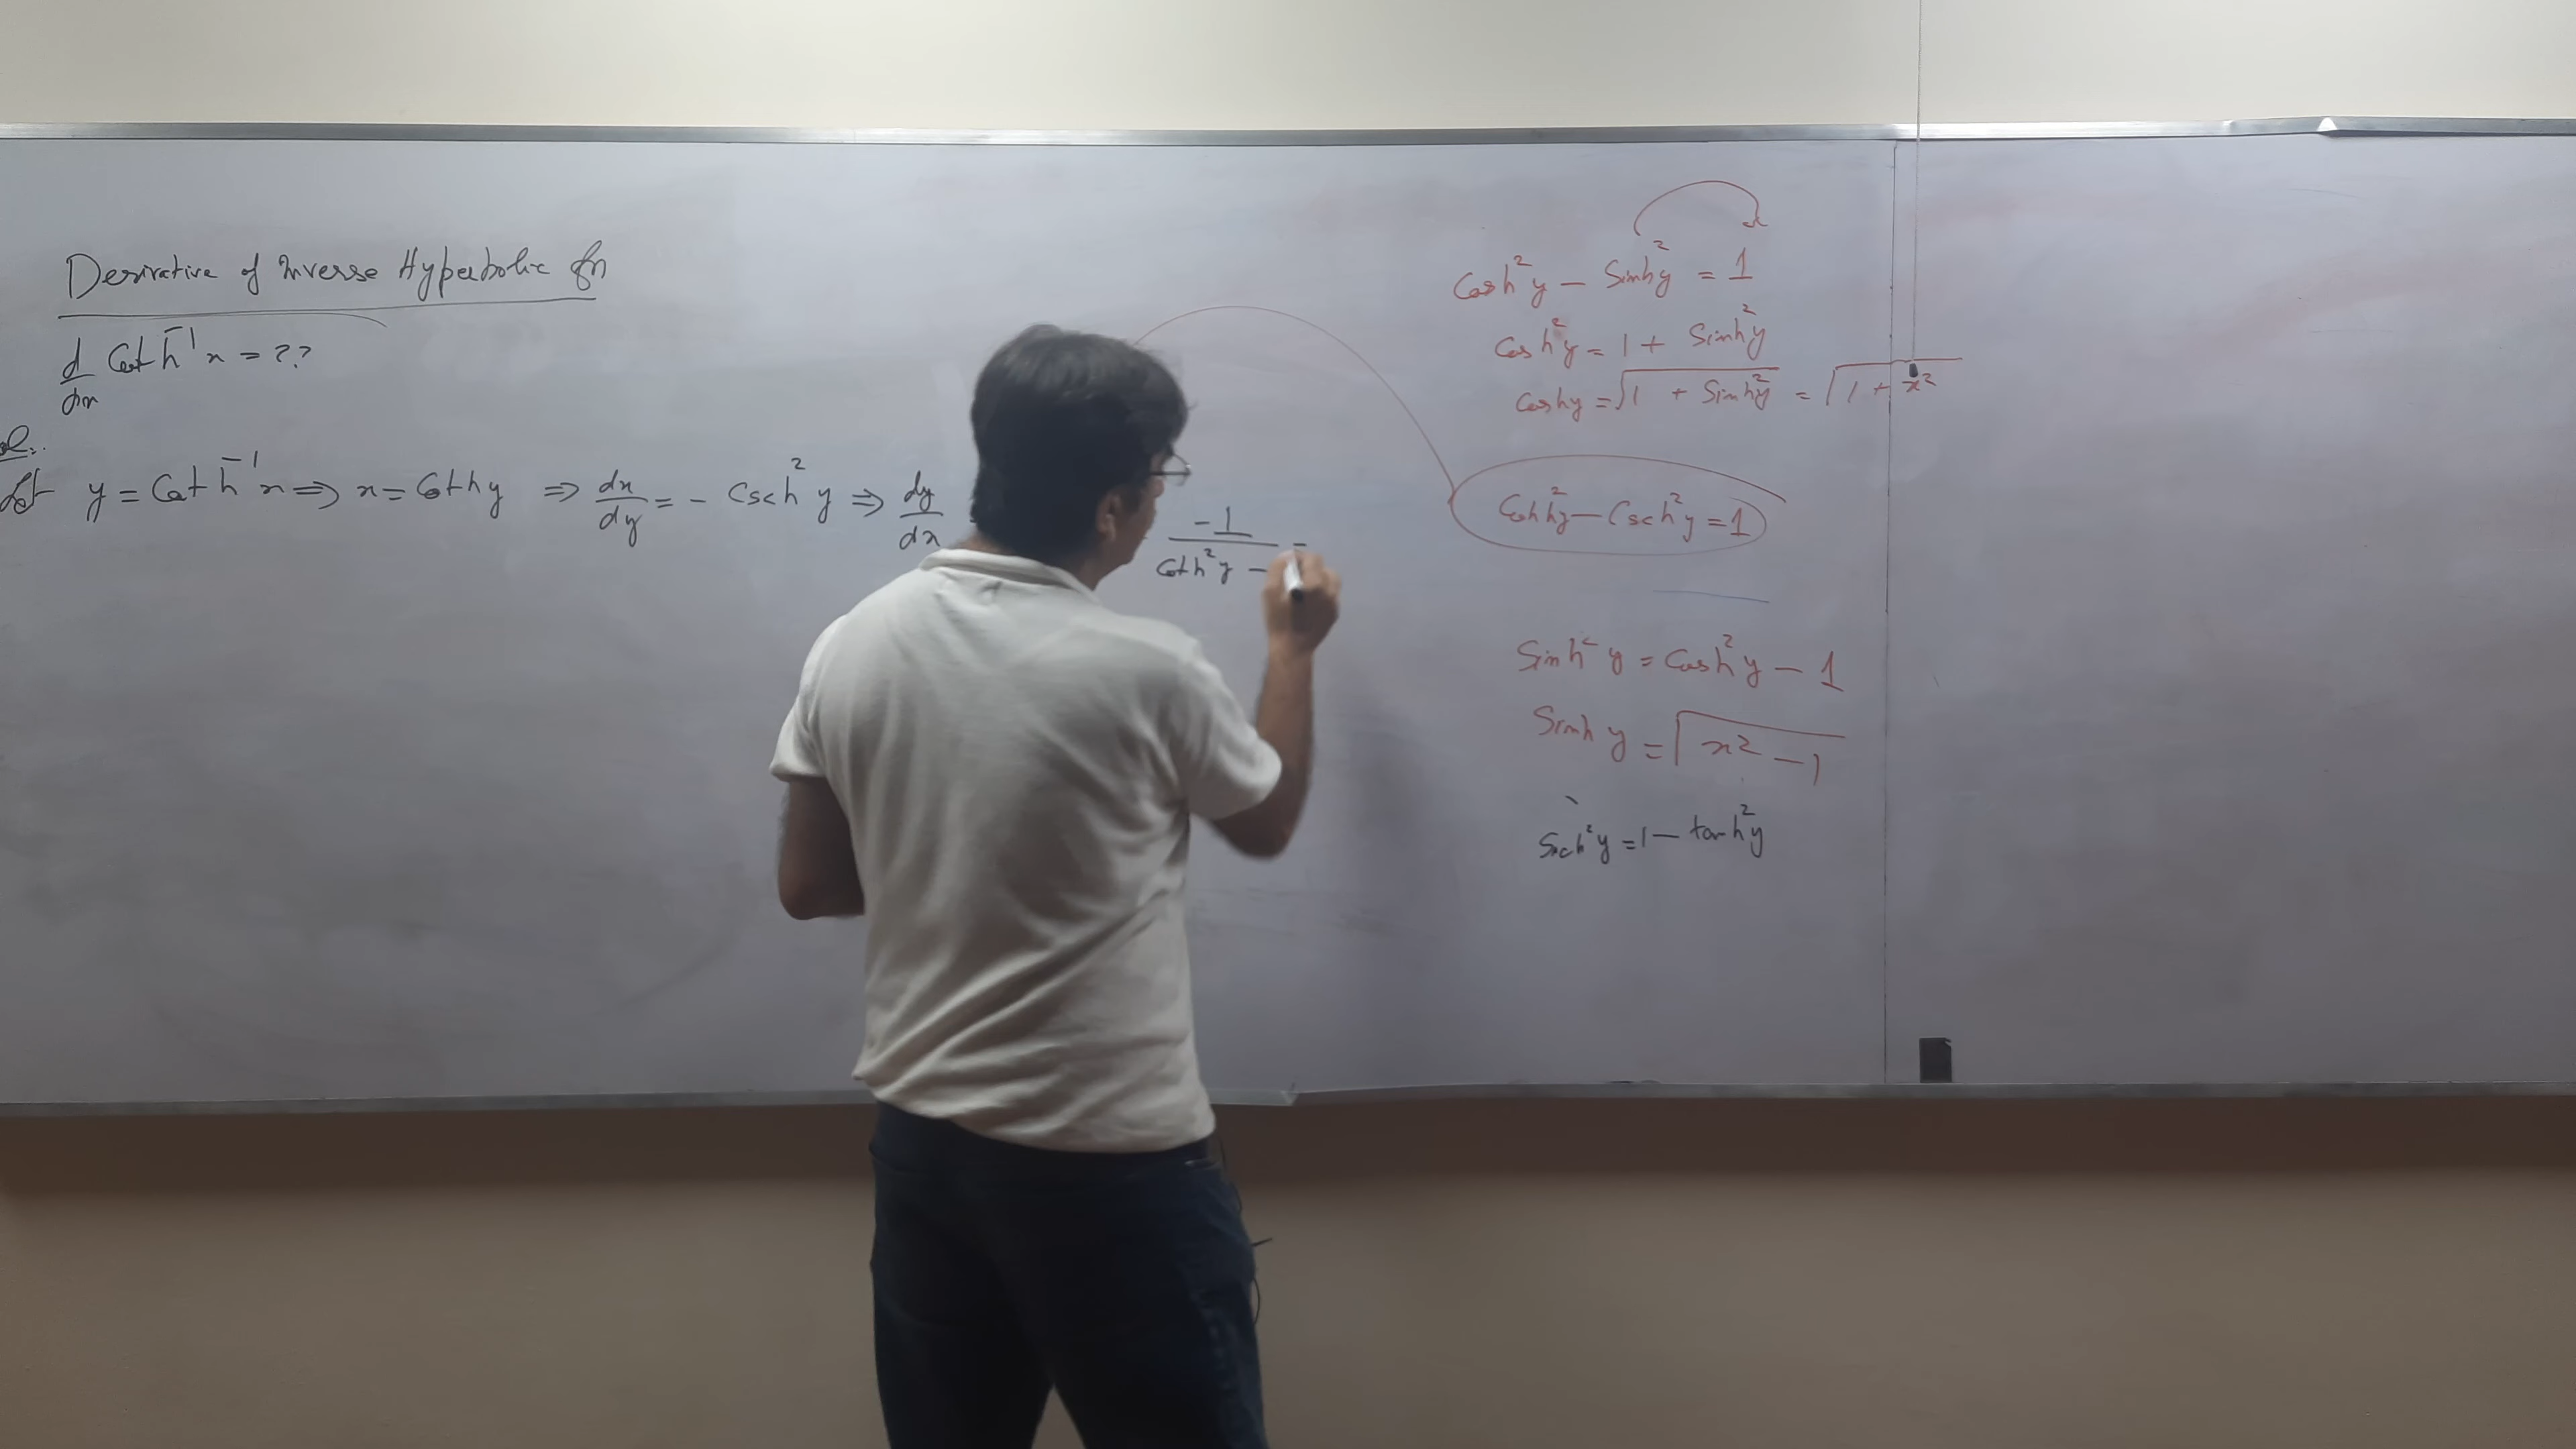 Derivative of Inverse Hyperbolic fn
d/dx Coth⁻¹x = ??
Let y = Coth⁻¹x ⇒ x = Cothy ⇒ dx/dy = - Csch²y ⇒ dy/dx -1/Coth²y - =
Cosh²y - Sinh²y = 1
Cosh²y = 1 + Sinh²y
Coshy = √1 + Sinh²y = √1 + x²
Coth²y - Csch²y = 1
Sinh²y = Cosh²y - 1
Sinh y = √x² - 1
Sech²y = 1 - tanh²y